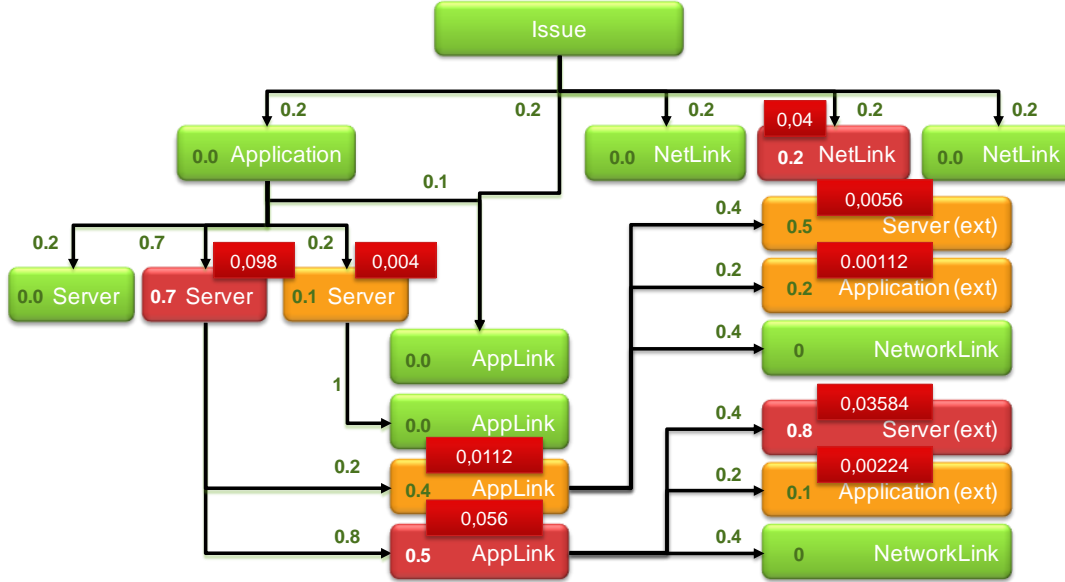 Issue
0.2
0.2
0.2
0.2
0.2
0,04
0.0 Application
0.0 NetLink
0.2 NetLink
0.0 NetLink
0.1
0,0056
0.4
0.5 Server (ext)
0.2
0.7
0.2
0,098
0,004
0.00112
0.2
0.0 Server
0.7 Server
0.1 Server
0.2 Application (ext)
0.4
0.0 AppLink
0 NetworkLink
1
0,03584
0.4
0.0 AppLink
0.8 Server (ext)
0,0112
0,00224
0.2
0.4 AppLink
0.2
0.1 Application (ext)
0,056
0.8
0.5 AppLink
0.4
0 NetworkLink